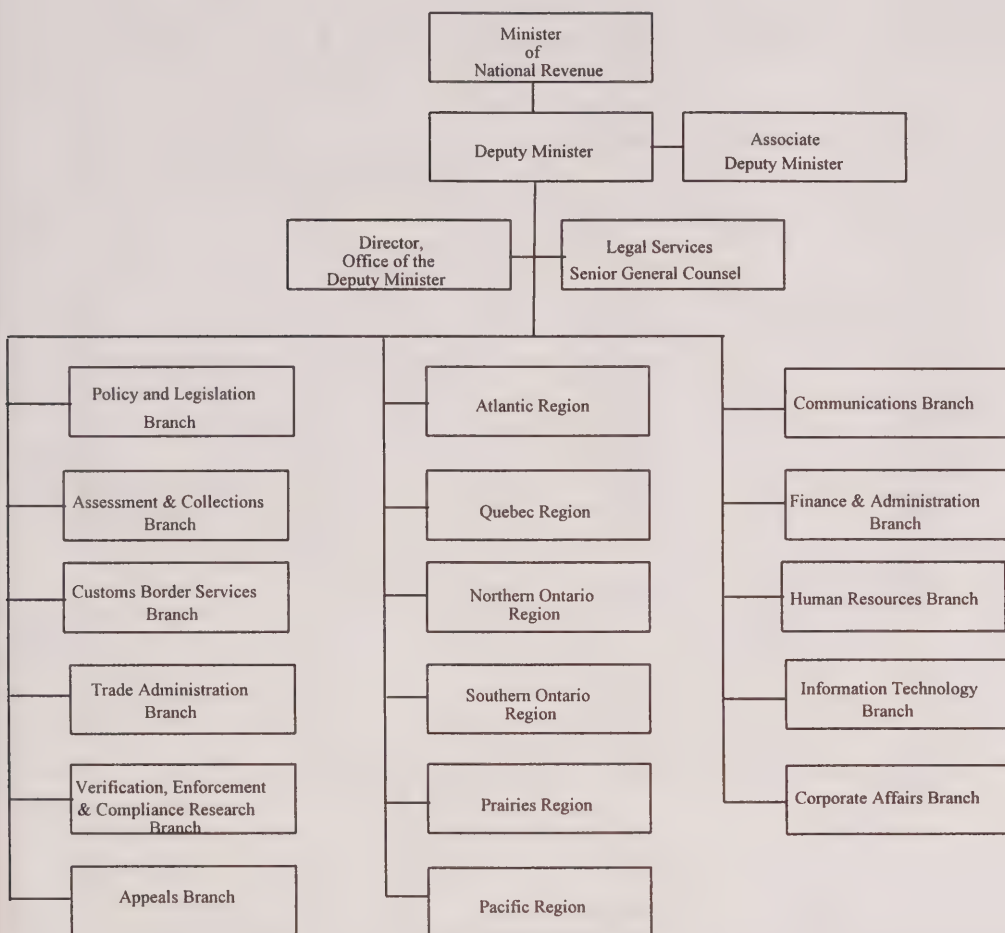 Minister
of
National Revenue
Deputy Minister
Associate
Deputy Minister
Director,
Office of the
Deputy Minister
Legal Services
Senior General Counsel
Policy and Legislation
Branch
Assessment & Collections
Branch
Customs Border Services
Branch
Trade Administration
Branch
Verification, Enforcement
& Compliance Research
Branch
Appeals Branch
Atlantic Region
Quebec Region
Northern Ontario
Region
Southern Ontario
Region
Prairies Region
Pacific Region
Communications Branch
Finance & Administration
Branch
Human Resources Branch
Information Technology
Branch
Corporate Affairs Branch